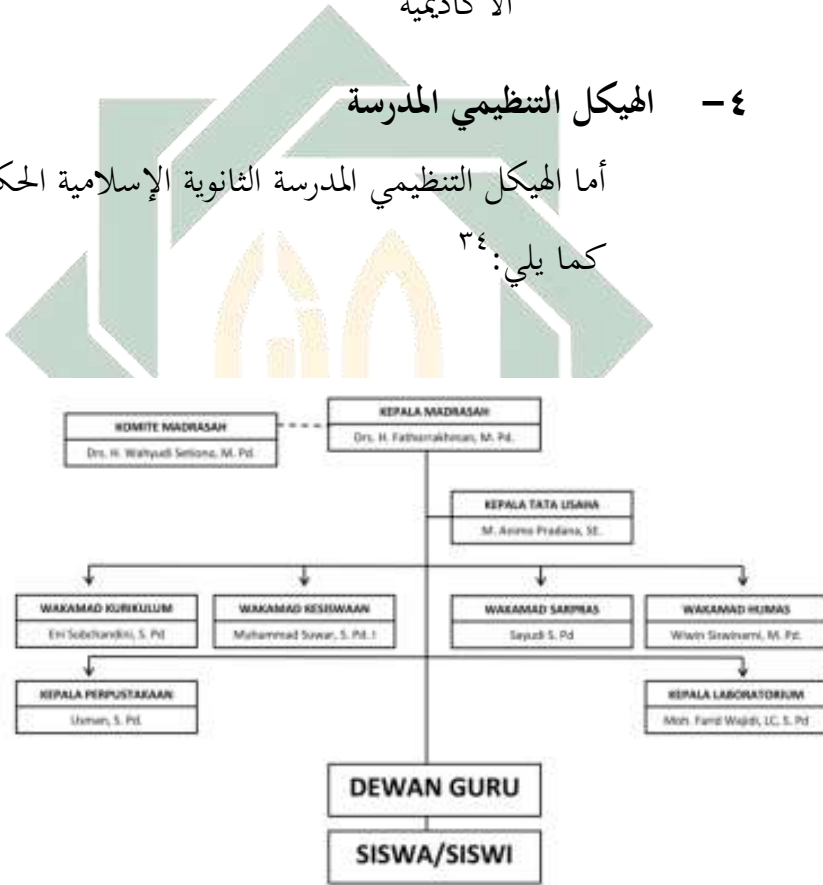 الأكاديمية
٤- الهيكل التنظيمي المدرسة
أما الهيكل التنظيمي المدرسة الثانوية الإسلامية الحك
كما يلي:٣٤
KEPALA MADRASAH
Drs. H. Fathurrakhman, M. Pd.
KOMITE MADRASAH
Drs. H. Wahyudi Setiono, M. Pd.
KEPALA TATA USAHA
M. Animo Pradana, SE.
WAKAMAD KURIKULUM
Eni Subchandini, S. Pd
WAKAMAD KESISWAAN
Muhammad Suwar, S. Pd. I
WAKAMAD SARPRAS
Sayudi S. Pd
WAKAMAD HUMAS
Wiwin Siswinarni, M. Pd.
KEPALA PERPUSTAKAAN
Usman, S. Pd.
KEPALA LABORATORIUM
Moh. Farid Wajidi, LC, S. Pd
DEWAN GURU
SISWA/SISWI